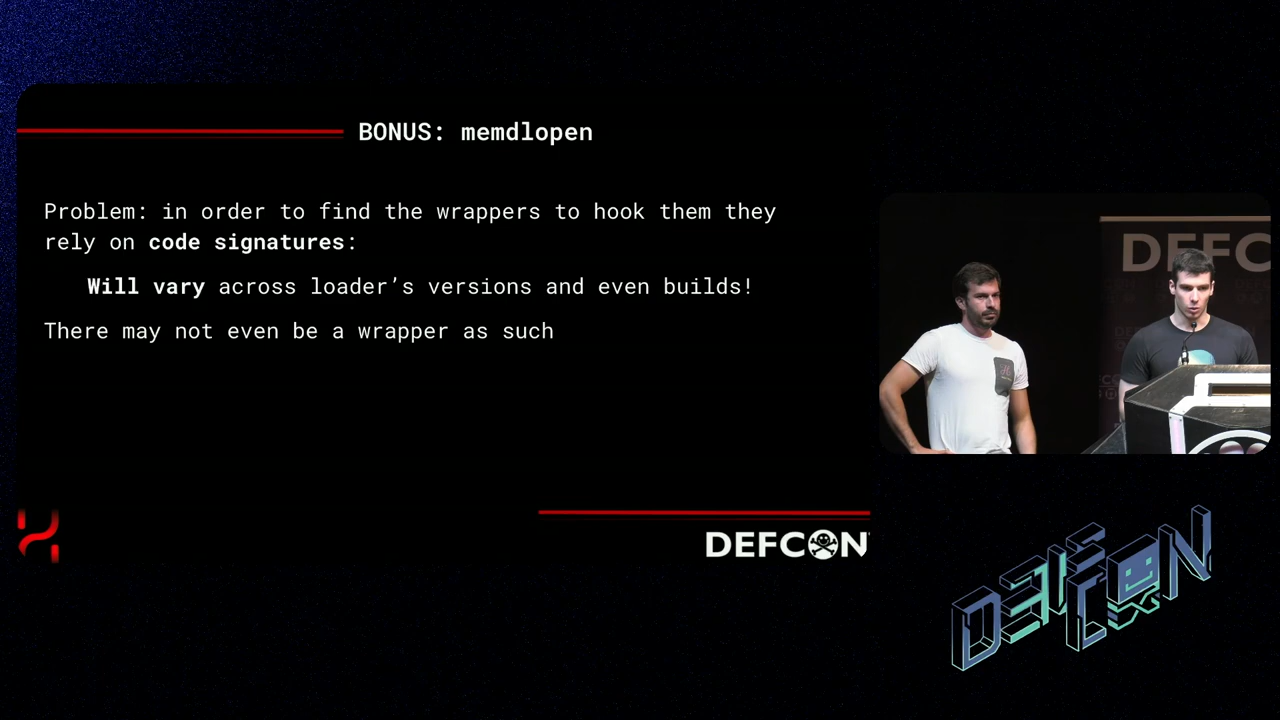 BONUS: memdlopen
Problem: in order to find the wrappers to hook them they
rely on code signatures:
Will vary across loader’s versions and even builds!
There may not even be a wrapper as such
DEFCON
DEFC
DEFCON